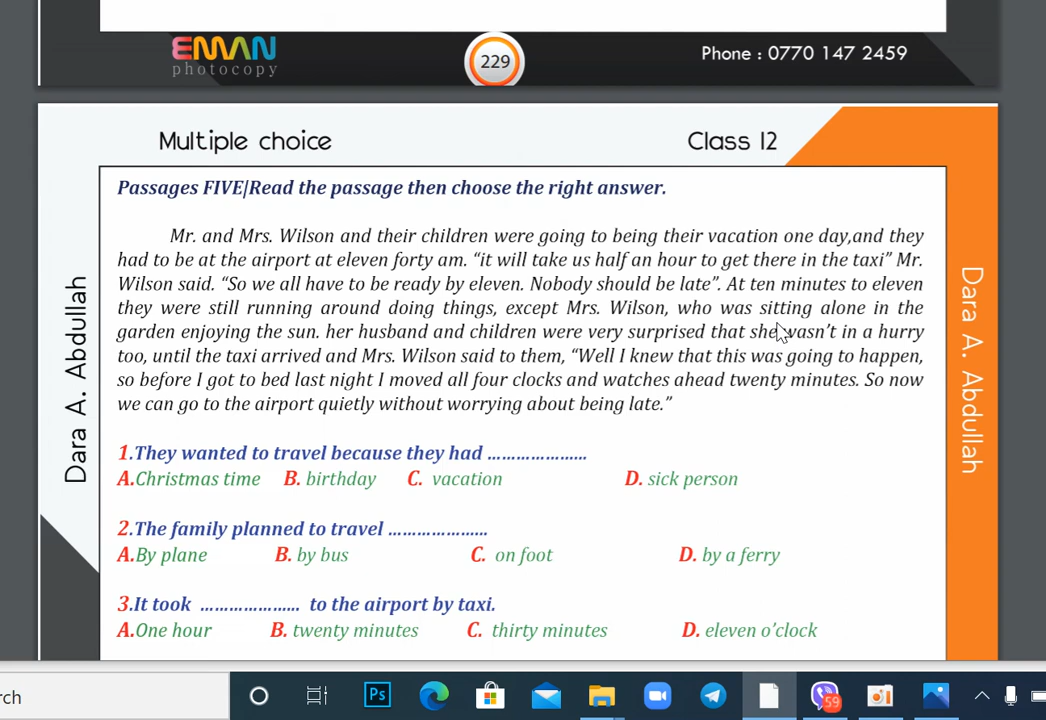 EMAN
photocopy
229
Phone : 0770 147 2459
Multiple choice
Class 12
Passages FIVE|Read the passage then choose the right answer.
Mr. and Mrs. Wilson and their children were going to being their vacation one day,and they
had to be at the airport at eleven forty am. “it will take us half an hour to get there in the taxi” Mr.
Wilson said. “So we all have to be ready by eleven. Nobody should be late”. At ten minutes to eleven
they were still running around doing things, except Mrs. Wilson, who was sitting alone in the
garden enjoying the sun. her husband and children were very surprised that she wasn’t in a hurry
too, until the taxi arrived and Mrs. Wilson said to them, “Well I knew that this was going to happen,
so before I got to bed last night I moved all four clocks and watches ahead twenty minutes. So now
we can go to the airport quietly without worrying about being late.”
1.They wanted to travel because they had ....................
A.Christmas time B. birthday C. vacation D. sick person
2.The family planned to travel ....................
A.By plane B. by bus C. on foot D. by a ferry
3.It took .................... to the airport by taxi.
A.One hour B. twenty minutes C. thirty minutes D. eleven o’clock
Dara A. Abdullah
Dara A. Abdullah
rch
Ps
59